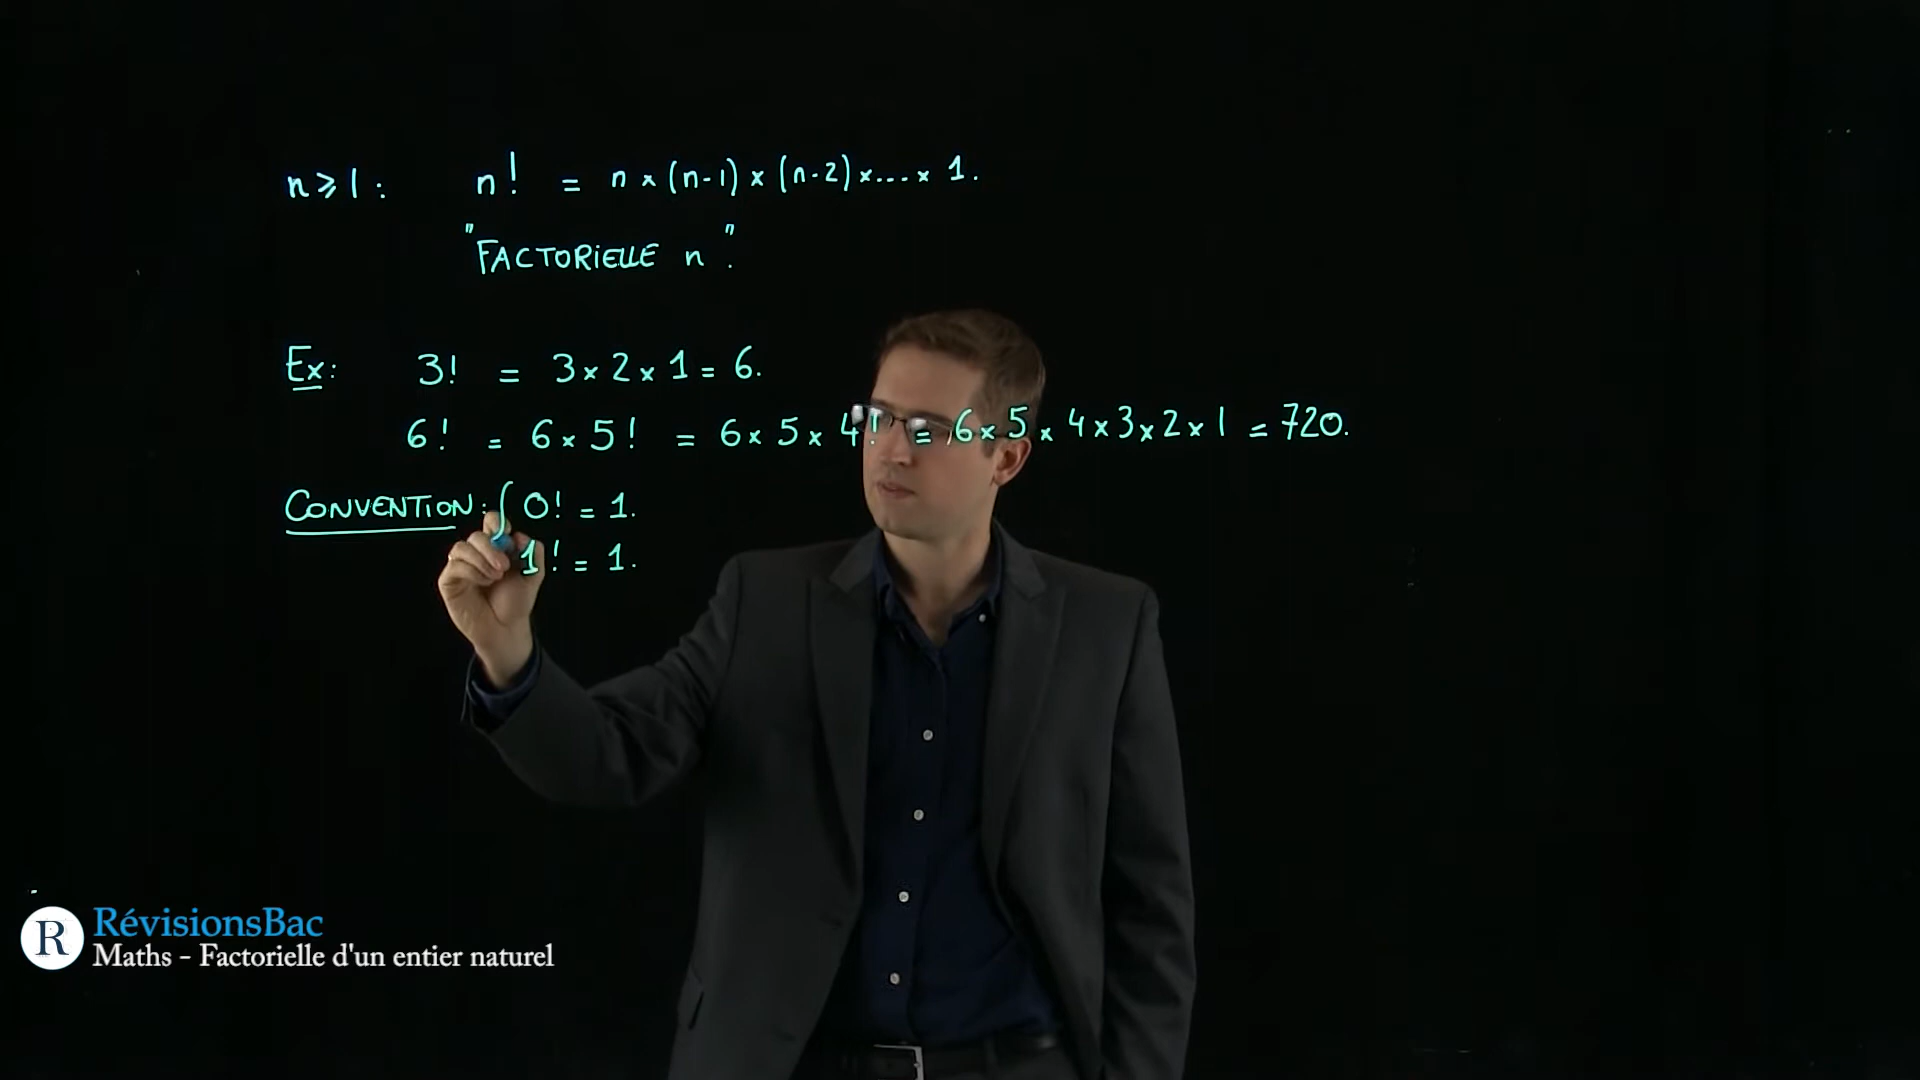 n ⩾ 1 : n! = n × (n-1) × (n-2) × ... × 1.
"FACTORIELLE n".
Ex: 3! = 3 × 2 × 1 = 6.
6! = 6 × 5! = 6 × 5 × 4! = 6 × 5 × 4 × 3 × 2 × 1 = 720.
CONVENTION: 0! = 1.
1! = 1.
R RévisionsBac
Maths - Factorielle d'un entier naturel